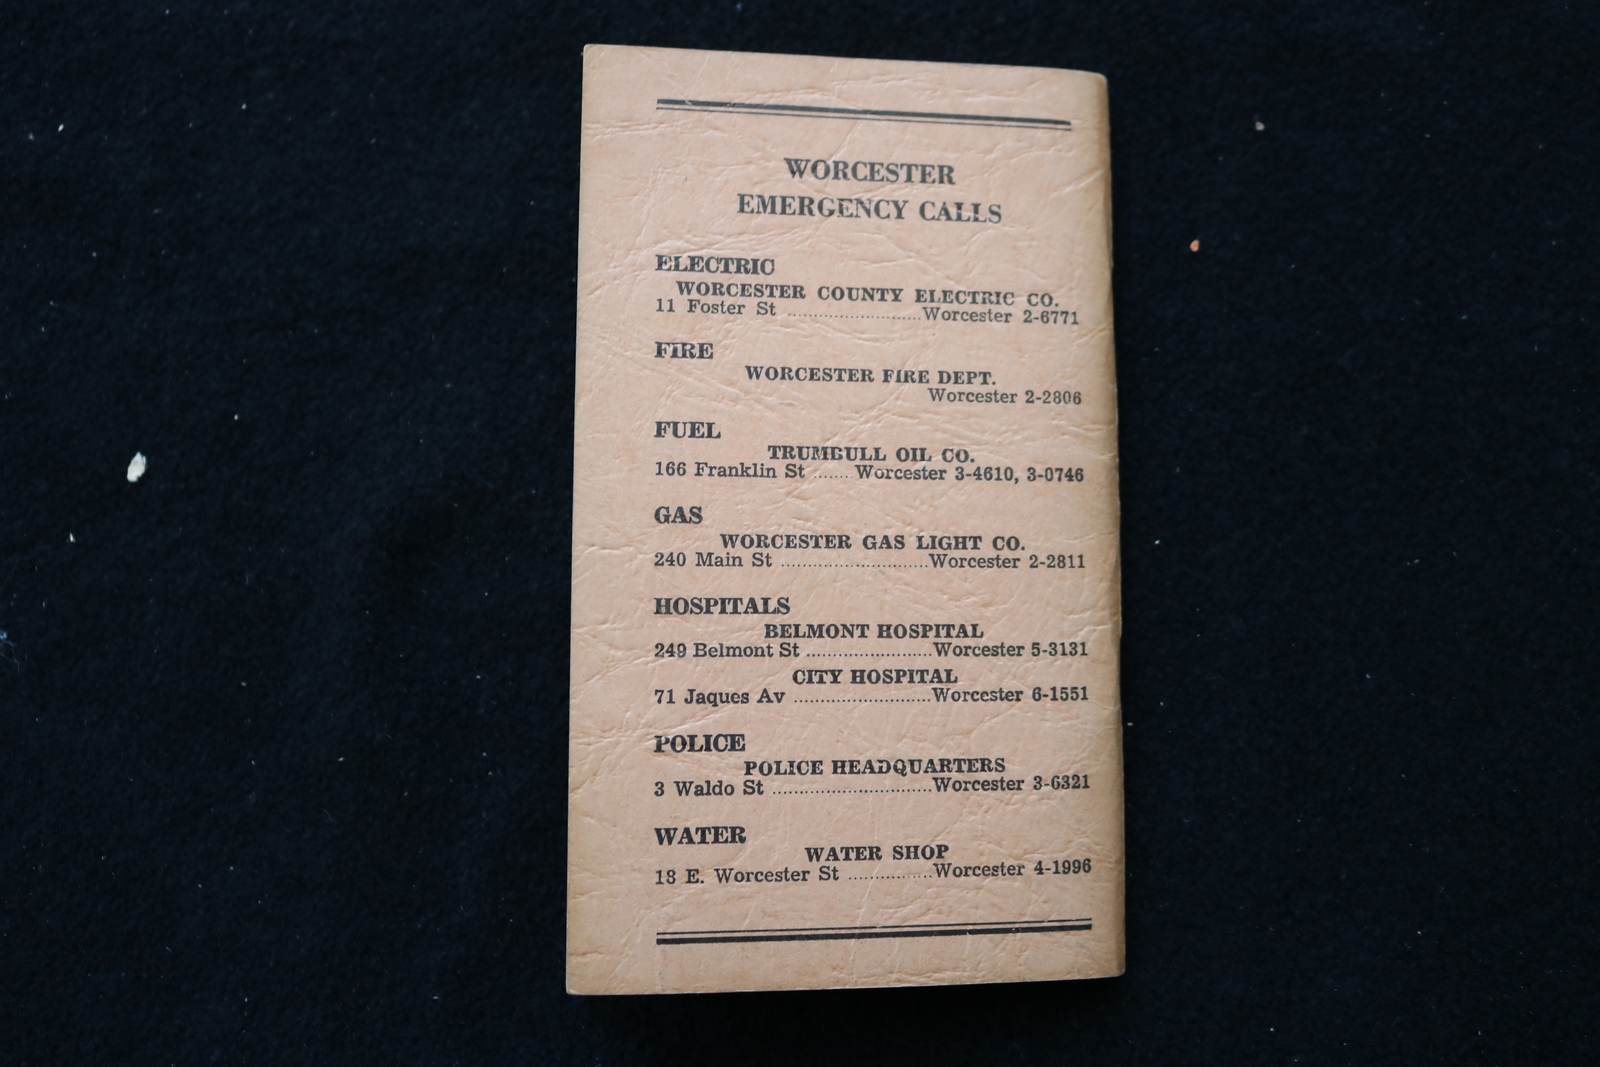 WORCESTER
EMERGENCY CALLS
ELECTRIC
WORCESTER COUNTY ELECTRIC CO.
11 Foster St ..........................Worcester 2-6771
FIRE
WORCESTER FIRE DEPT.
Worcester 2-2806
FUEL
TRUMBULL OIL CO.
166 Franklin St .......Worcester 3-4610, 3-0746
GAS
WORCESTER GAS LIGHT CO.
240 Main St ............................Worcester 2-2811
HOSPITALS
BELMONT HOSPITAL
249 Belmont St ........................Worcester 5-3131
CITY HOSPITAL
71 Jaques Av ..........................Worcester 6-1551
POLICE
POLICE HEADQUARTERS
3 Waldo St ..............................Worcester 3-6321
WATER
WATER SHOP
18 E. Worcester St ................Worcester 4-1996